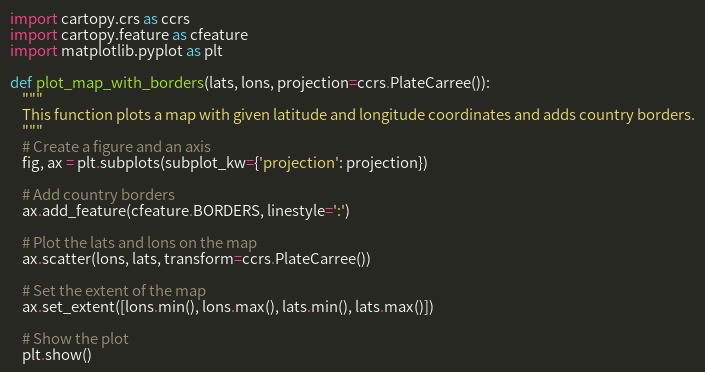 import cartopy.crs as ccrs
import cartopy.feature as cfeature
import matplotlib.pyplot as plt

def plot_map_with_borders(lats, lons, projection=ccrs.PlateCarree()):
    """
    This function plots a map with given latitude and longitude coordinates and adds country borders.
    """
    # Create a figure and an axis
    fig, ax = plt.subplots(subplot_kw={'projection': projection})

    # Add country borders
    ax.add_feature(cfeature.BORDERS, linestyle=':')

    # Plot the lats and lons on the map
    ax.scatter(lons, lats, transform=ccrs.PlateCarree())

    # Set the extent of the map
    ax.set_extent([lons.min(), lons.max(), lats.min(), lats.max()])

    # Show the plot
    plt.show()